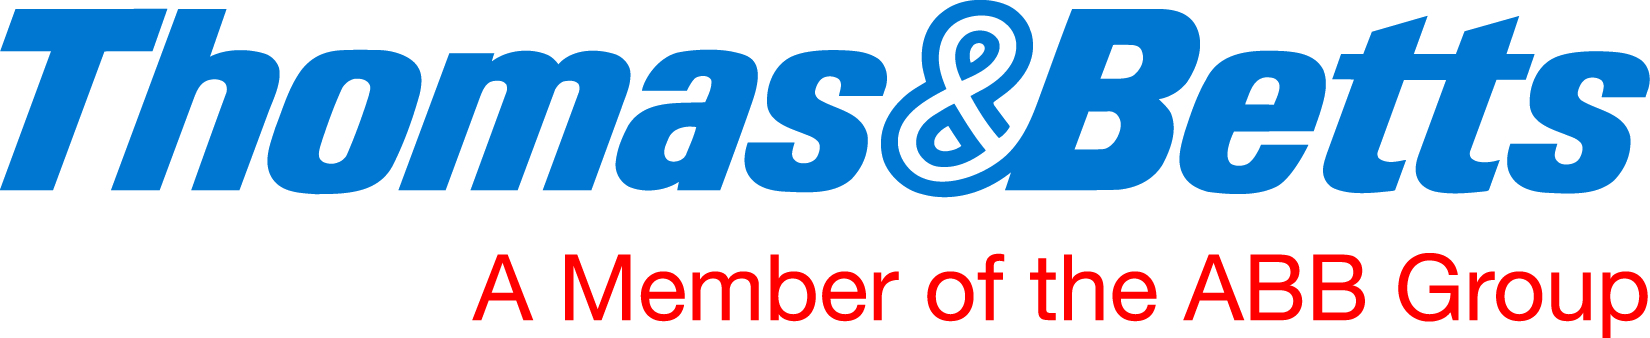 Thomas&Betts
A Member of the ABB Group